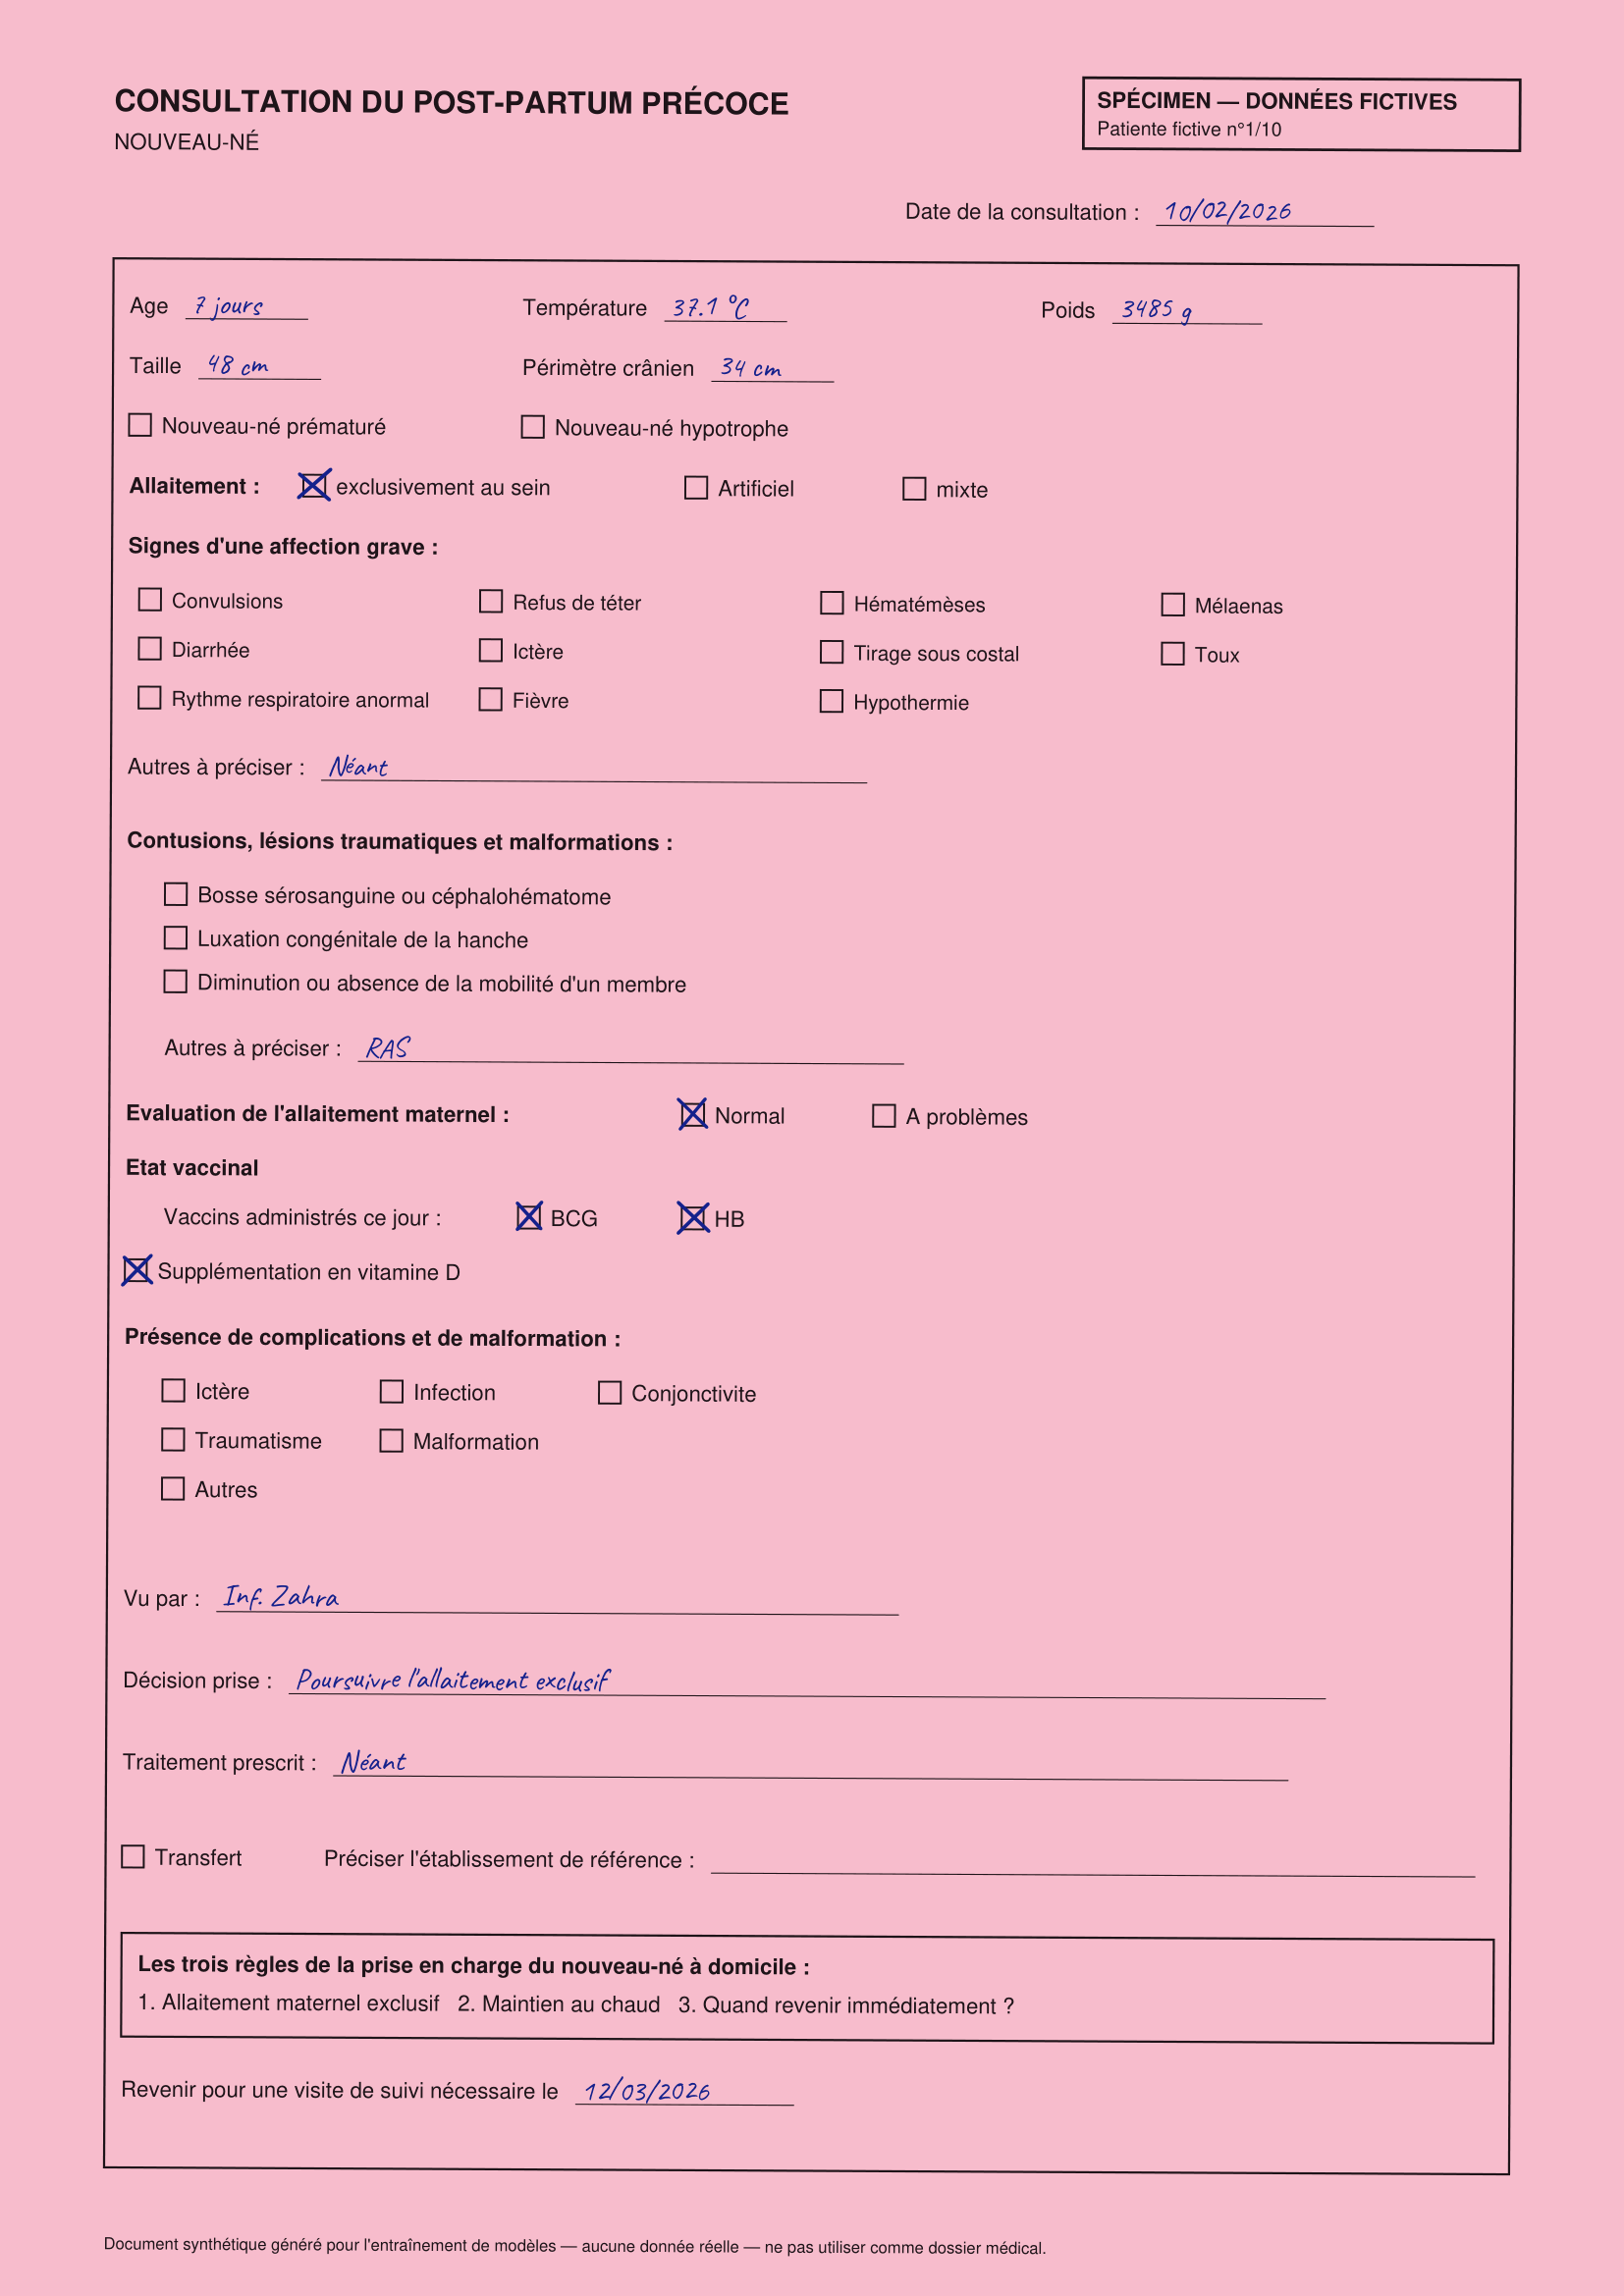 CONSULTATION DU POST-PARTUM PRÉCOCE
NOUVEAU-NÉ
SPÉCIMEN — DONNÉES FICTIVES
Patiente fictive n°1/10
Date de la consultation : 10/02/2026
Age 7 jours Température 37.1 °C Poids 3485 g
Taille 48 cm Périmètre crânien 34 cm
Nouveau-né prématuré Nouveau-né hypotrophe
Allaitement : exclusivement au sein Artificiel mixte
Signes d'une affection grave :
Convulsions Refus de téter Hématémèses Mélaenas
Diarrhée Ictère Tirage sous costal Toux
Rythme respiratoire anormal Fièvre Hypothermie
Autres à préciser : Néant
Contusions, lésions traumatiques et malformations :
Bosse sérosanguine ou céphalohématome
Luxation congénitale de la hanche
Diminution ou absence de la mobilité d'un membre
Autres à préciser : RAS
Evaluation de l'allaitement maternel : Normal A problèmes
Etat vaccinal
Vaccins administrés ce jour : BCG HB
Supplémentation en vitamine D
Présence de complications et de malformation :
Ictère Infection Conjonctivite
Traumatisme Malformation
Autres
Vu par : Inf. Zahra
Décision prise : Poursuivre l'allaitement exclusif
Traitement prescrit : Néant
Transfert Préciser l'établissement de référence :
Les trois règles de la prise en charge du nouveau-né à domicile :
1. Allaitement maternel exclusif 2. Maintien au chaud 3. Quand revenir immédiatement ?
Revenir pour une visite de suivi nécessaire le 12/03/2026
Document synthétique généré pour l'entraînement de modèles — aucune donnée réelle — ne pas utiliser comme dossier médical.